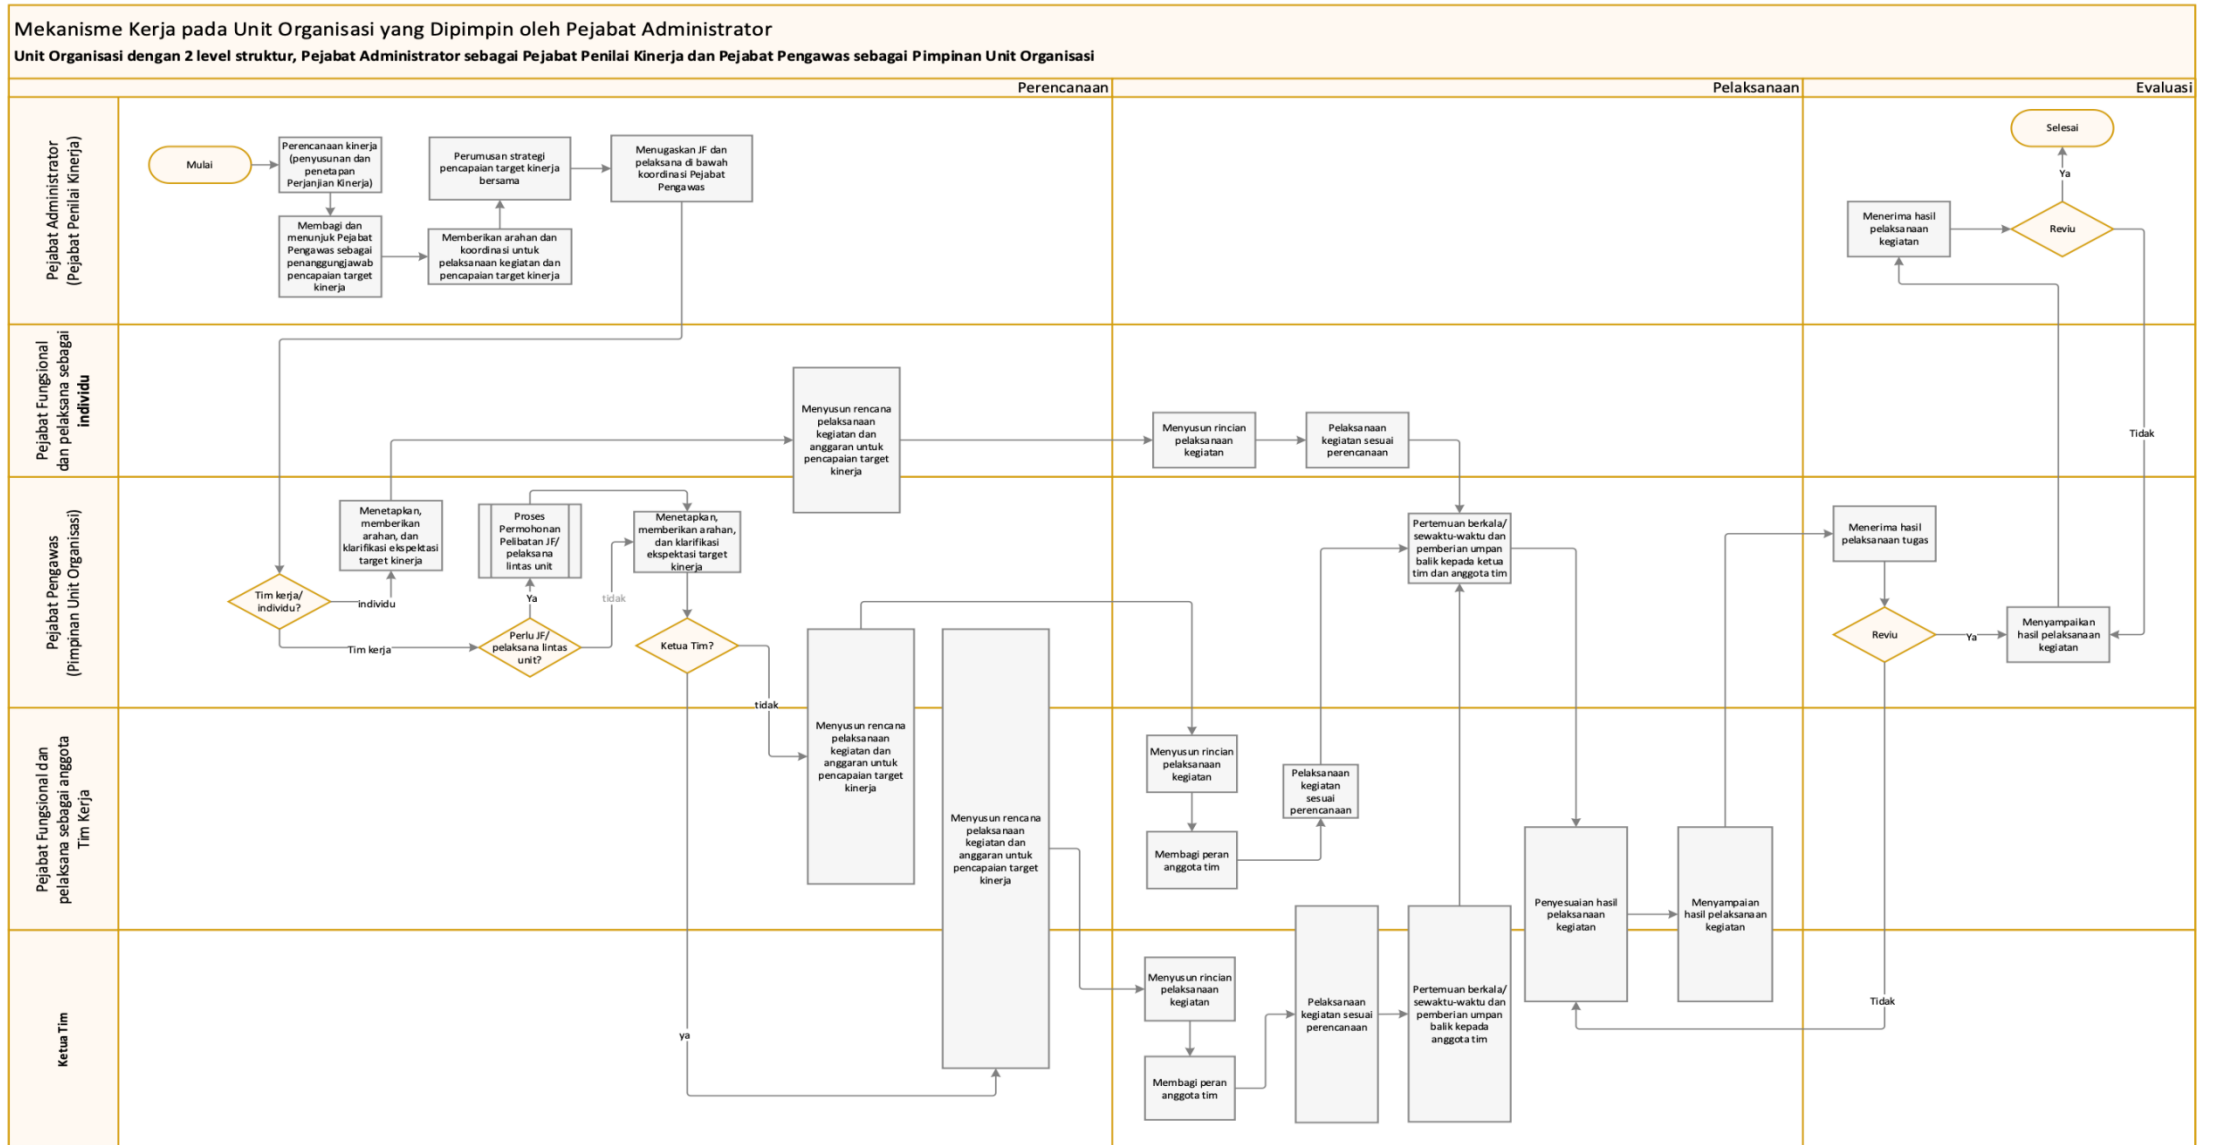 Mekanisme Kerja pada Unit Organisasi yang Dipimpin oleh Pejabat Administrator
Unit Organisasi dengan 2 level struktur, Pejabat Administrator sebagai Pejabat Penilai Kinerja dan Pejabat Pengawas sebagai Pimpinan Unit Organisasi
Perencanaan
Pelaksanaan
Evaluasi
Pejabat Administrator
(Pejabat Penilai Kinerja)
Mulai
Perencanaan kinerja
(penyusunan dan
penetapan
Perjanjian Kinerja)
Membagi dan
menunjuk Pejabat
Pengawas sebagai
penanggungjawab
pencapaian target
kinerja
Memberikan arahan dan
koordinasi untuk
pelaksanaan kegiatan dan
pencapaian target kinerja
Perumusan strategi
pencapaian target kinerja
bersama
Menugaskan JF dan
pelaksana di bawah
koordinasi Pejabat
Pengawas
Menerima hasil
pelaksanaan
kegiatan
Reviu
Ya
Selesai
Tidak
Pejabat Fungsional
dan pelaksana sebagai
individu
Menyusun rencana
pelaksanaan
kegiatan dan
anggaran untuk
pencapaian target
kinerja
Menyusun rincian
pelaksanaan
kegiatan
Pelaksanaan
kegiatan sesuai
perencanaan
Pejabat Pengawas
(Pimpinan Unit Organisasi)
Tim kerja/
individu?
individu
Tim kerja
Menetapkan,
memberikan
arahan, dan
klarifikasi ekspektasi
target kinerja
Proses
Permohonan
Pelibatan JF/
pelaksana
lintas unit
Ya
Perlu JF/
pelaksana lintas
unit?
tidak
Menetapkan,
memberikan arahan,
dan klarifikasi
ekspektasi target
kinerja
Ketua Tim?
tidak
ya
Pertemuan berkala/
sewaktu-waktu dan
pemberian umpan
balik kepada ketua
tim dan anggota tim
Menerima hasil
pelaksanaan tugas
Reviu
Ya
Menyampaikan
hasil pelaksanaan
kegiatan
Tidak
Pejabat Fungsional dan
pelaksana sebagai anggota
Tim Kerja
Menyusun rencana
pelaksanaan
kegiatan dan
anggaran untuk
pencapaian target
kinerja
Menyusun rencana
pelaksanaan
kegiatan dan
anggaran untuk
pencapaian target
kinerja
Menyusun rincian
pelaksanaan
kegiatan
Membagi peran
anggota tim
Pelaksanaan
kegiatan
sesuai
perencanaan
Penyesuaian hasil
pelaksanaan
kegiatan
Menyampaian
hasil pelaksanaan
kegiatan
Ketua Tim
Menyusun rincian
pelaksanaan
kegiatan
Membagi peran
anggota tim
Pelaksanaan
kegiatan sesuai
perencanaan
Pertemuan berkala/
sewaktu-waktu dan
pemberian umpan
balik kepada
anggota tim